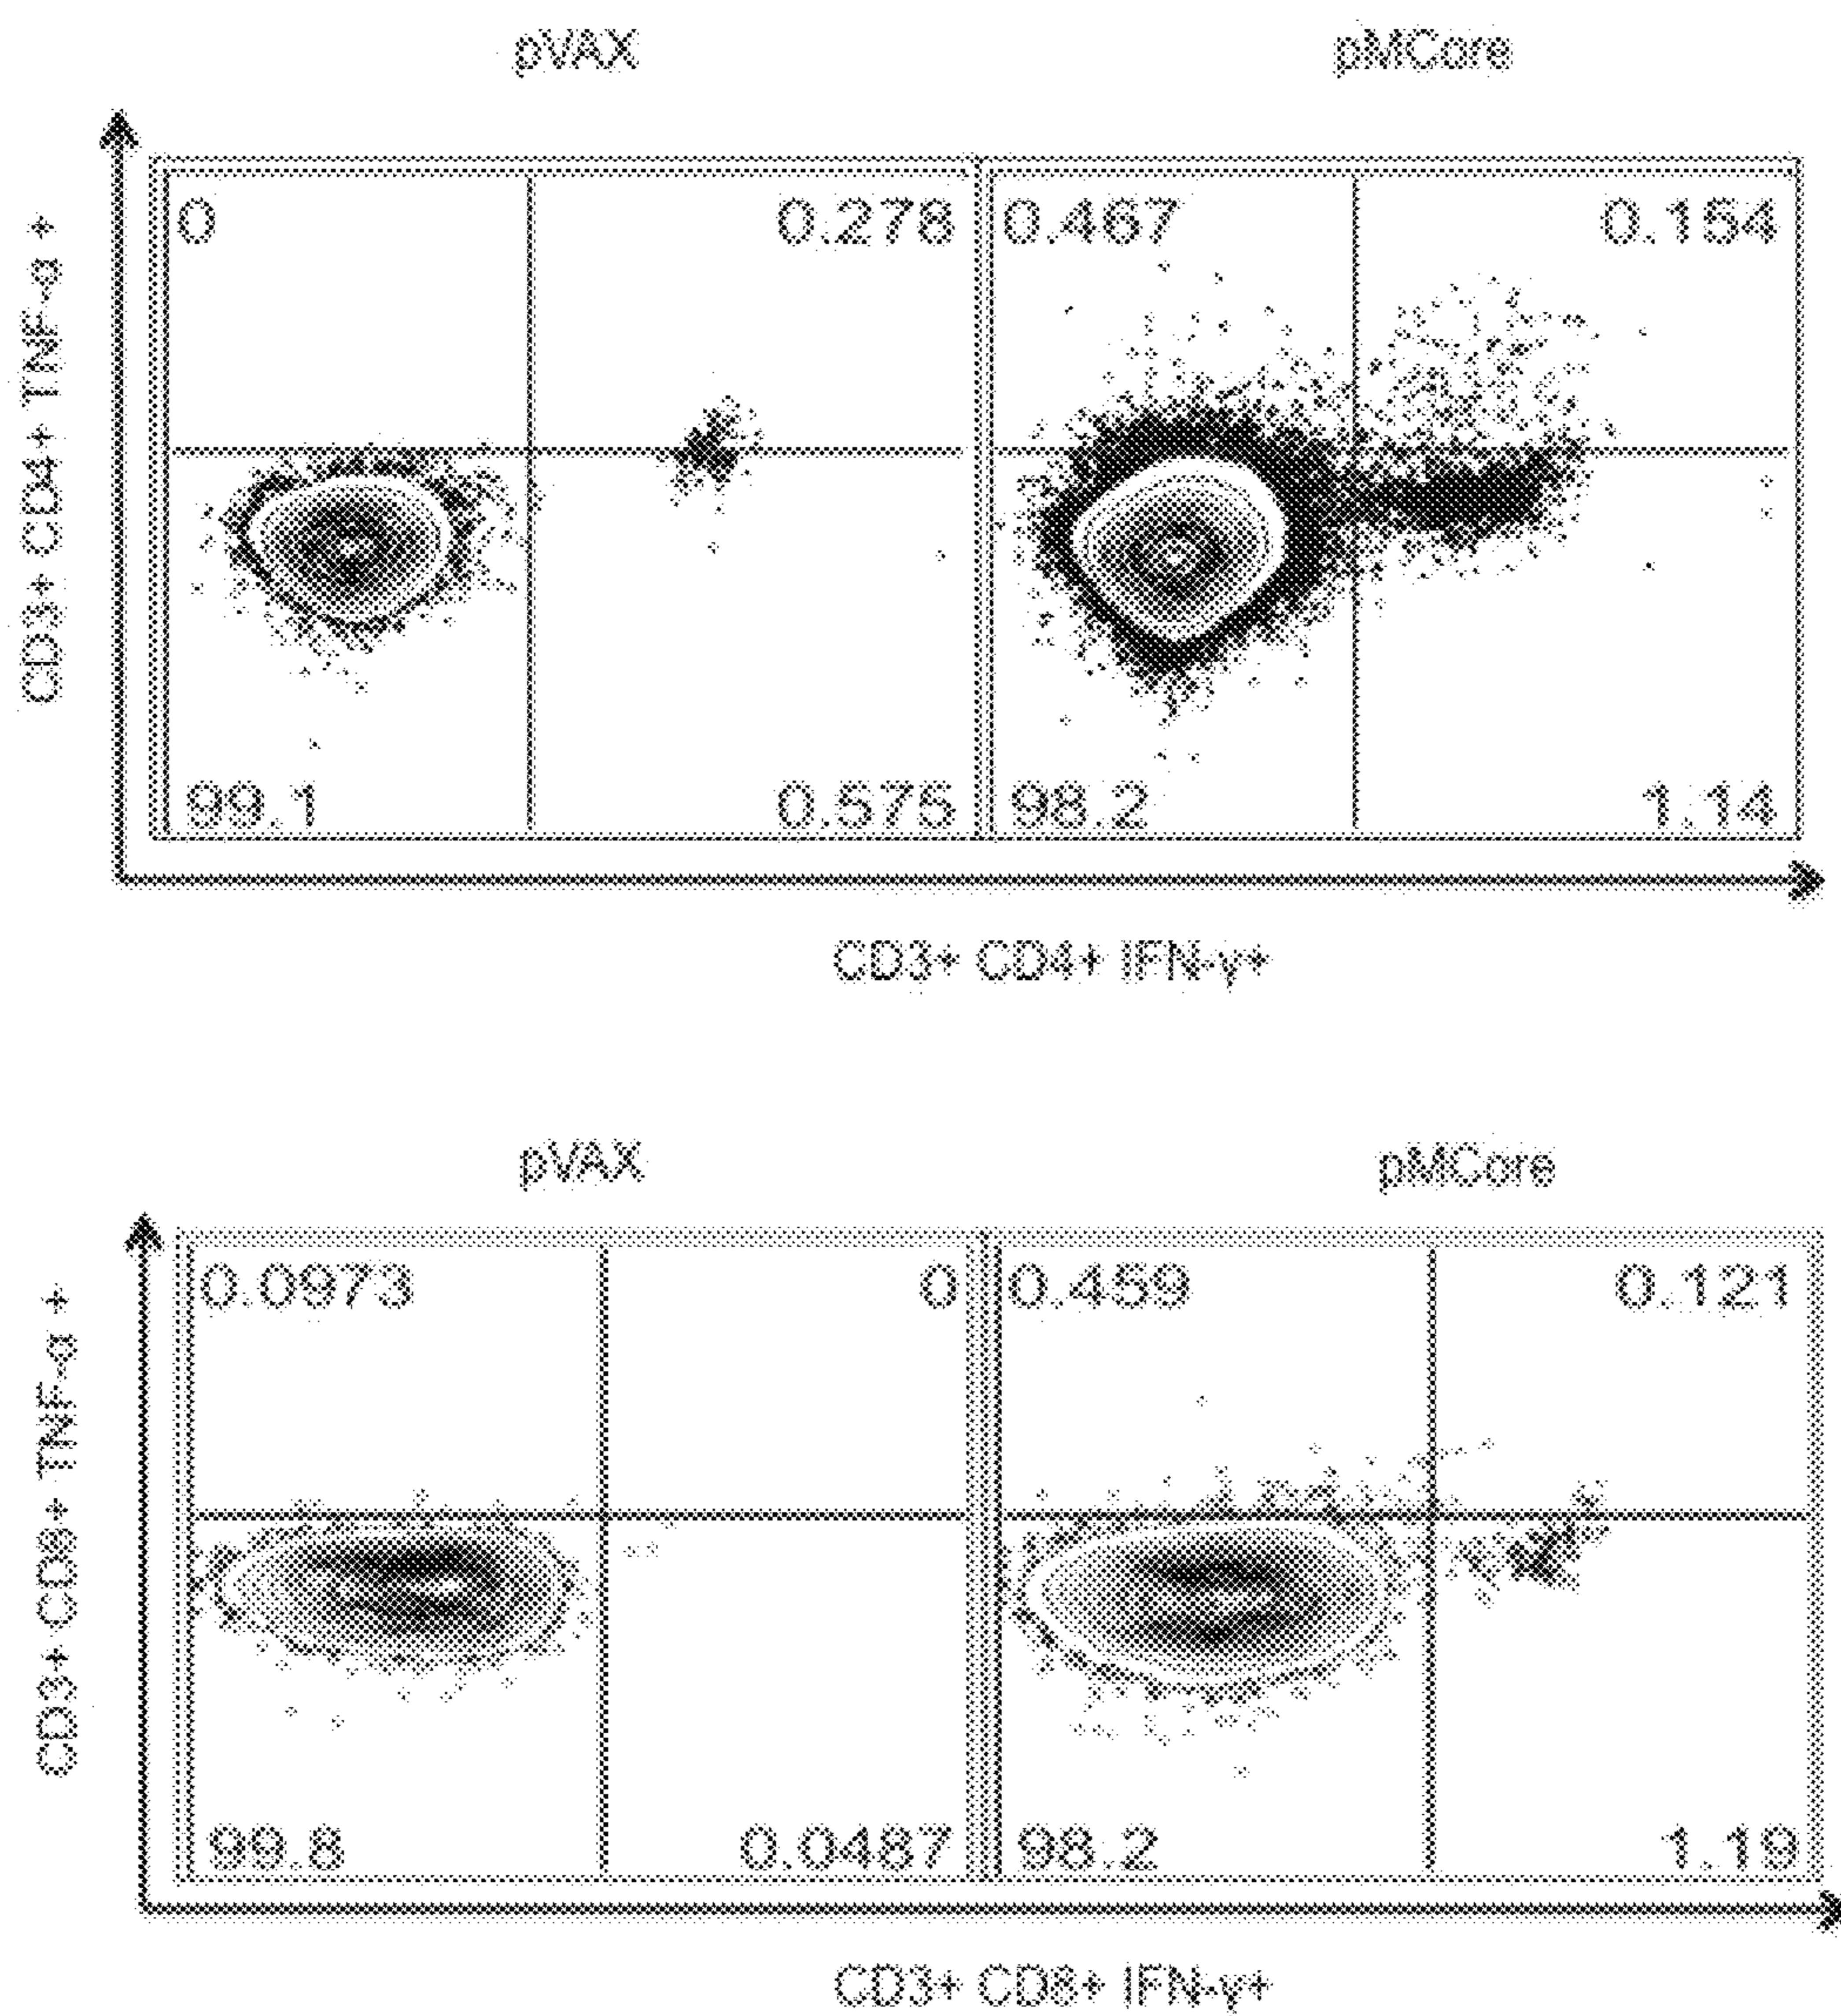 pVAX pMCore
0 0.278 0.467 0.154
CD3+ CD4+ TNF-α +
99.1 0.575 98.2 1.14
CD3+ CD4+ IFN-γ+
pVAX pMCore
0.0973 0 0.459 0.121
CD3+ CD8+ TNF-α +
99.8 0.0487 98.2 1.19
CD3+ CD8+ IFN-γ+